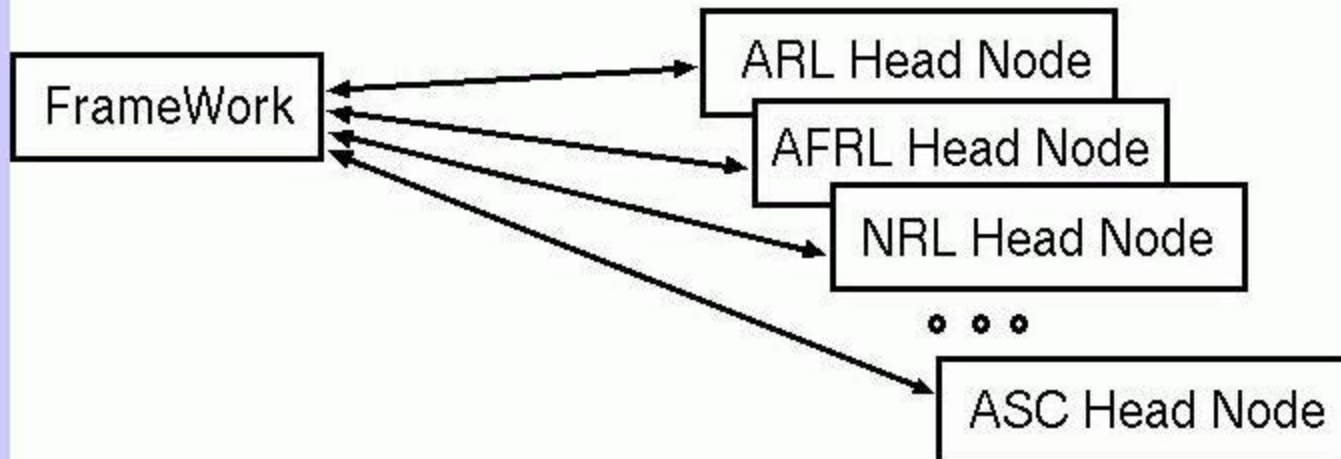 FrameWork
ARL Head Node
AFRL Head Node
NRL Head Node
ASC Head Node